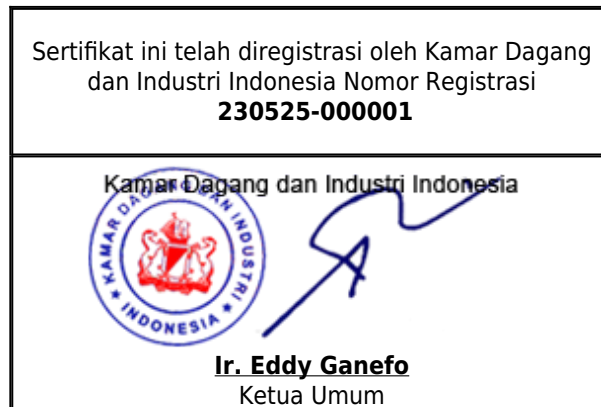 Sertifikat ini telah diregistrasi oleh Kamar Dagang
dan Industri Indonesia Nomor Registrasi
230525-000001
Kamar Dagang dan Industri Indonesia
KAMAR DAGANG DAN INDUSTRI
INDONESIA
Ir. Eddy Ganefo
Ketua Umum